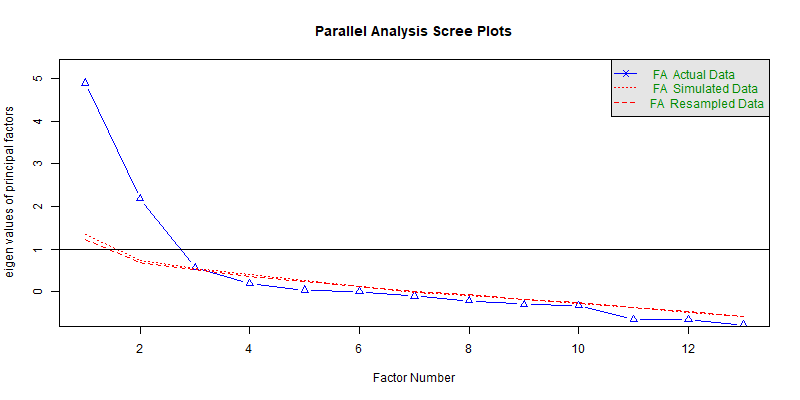 Parallel Analysis Scree Plots
FA Actual Data
FA Simulated Data
FA Resampled Data
eigen values of principal factors
5
4
3
2
1
0
2 4 6 8 10 12
Factor Number